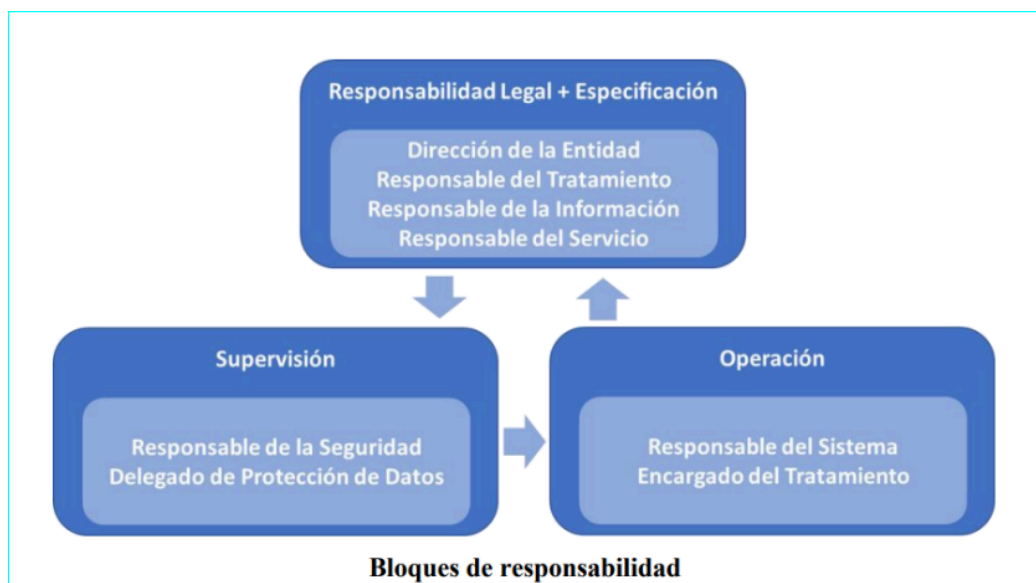 Responsabilidad Legal + Especificación
Dirección de la Entidad
Responsable del Tratamiento
Responsable de la Información
Responsable del Servicio
Supervisión
Responsable de la Seguridad
Delegado de Protección de Datos
Operación
Responsable del Sistema
Encargado del Tratamiento
Bloques de responsabilidad